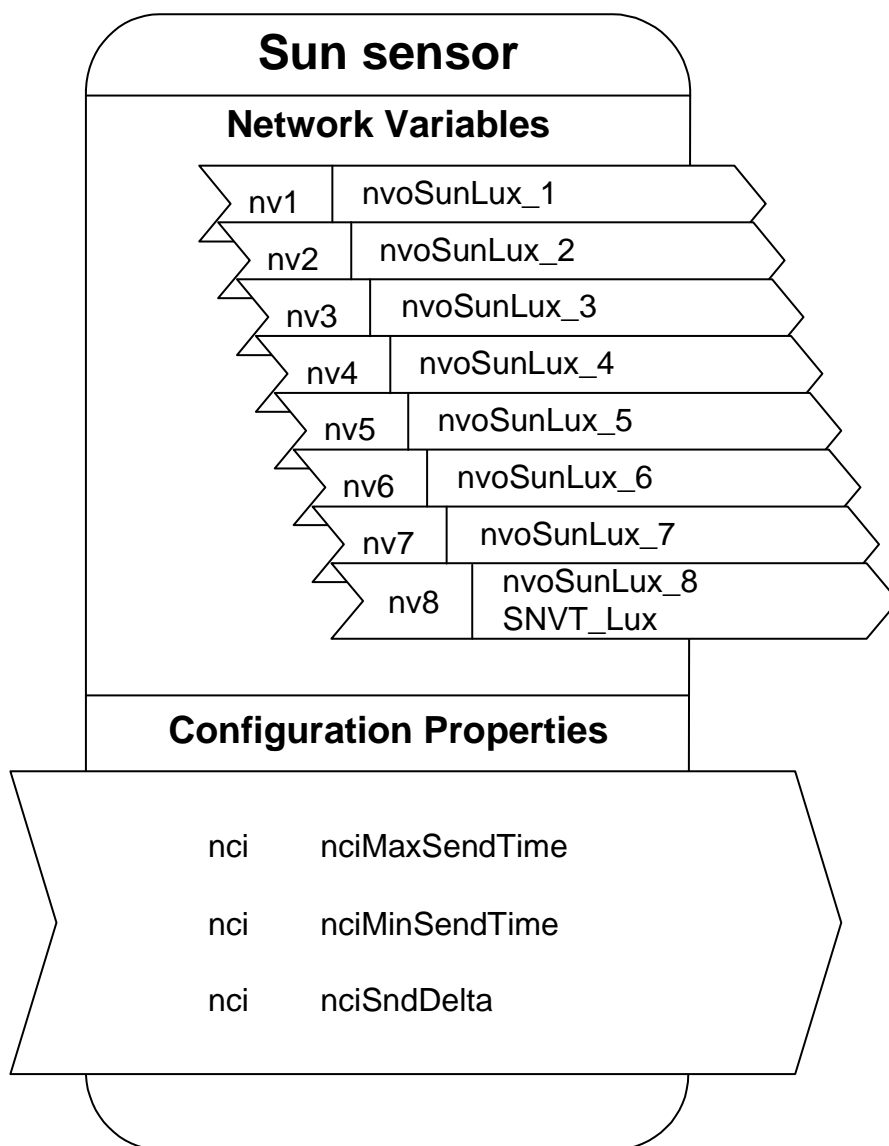 Sun sensor
Network Variables
nv1 nvoSunLux_1
nv2 nvoSunLux_2
nv3 nvoSunLux_3
nv4 nvoSunLux_4
nv5 nvoSunLux_5
nv6 nvoSunLux_6
nv7 nvoSunLux_7
nv8 nvoSunLux_8
SNVT_Lux
Configuration Properties
nci nciMaxSendTime
nci nciMinSendTime
nci nciSndDelta